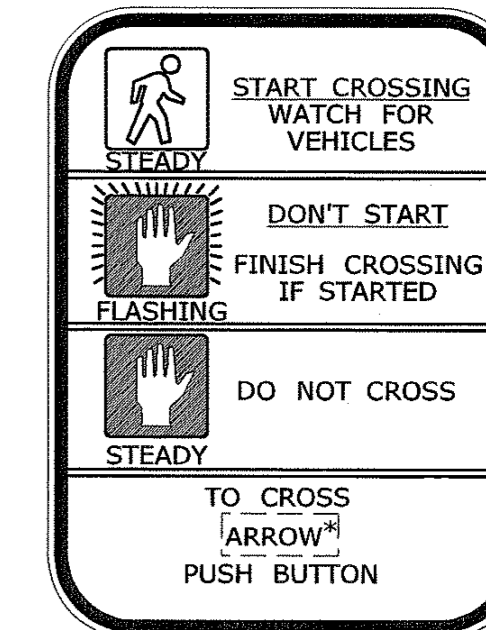 START CROSSING
WATCH FOR
VEHICLES
STEADY
DON'T START
FINISH CROSSING
IF STARTED
FLASHING
DO NOT CROSS
STEADY
TO CROSS
ARROW*
PUSH BUTTON